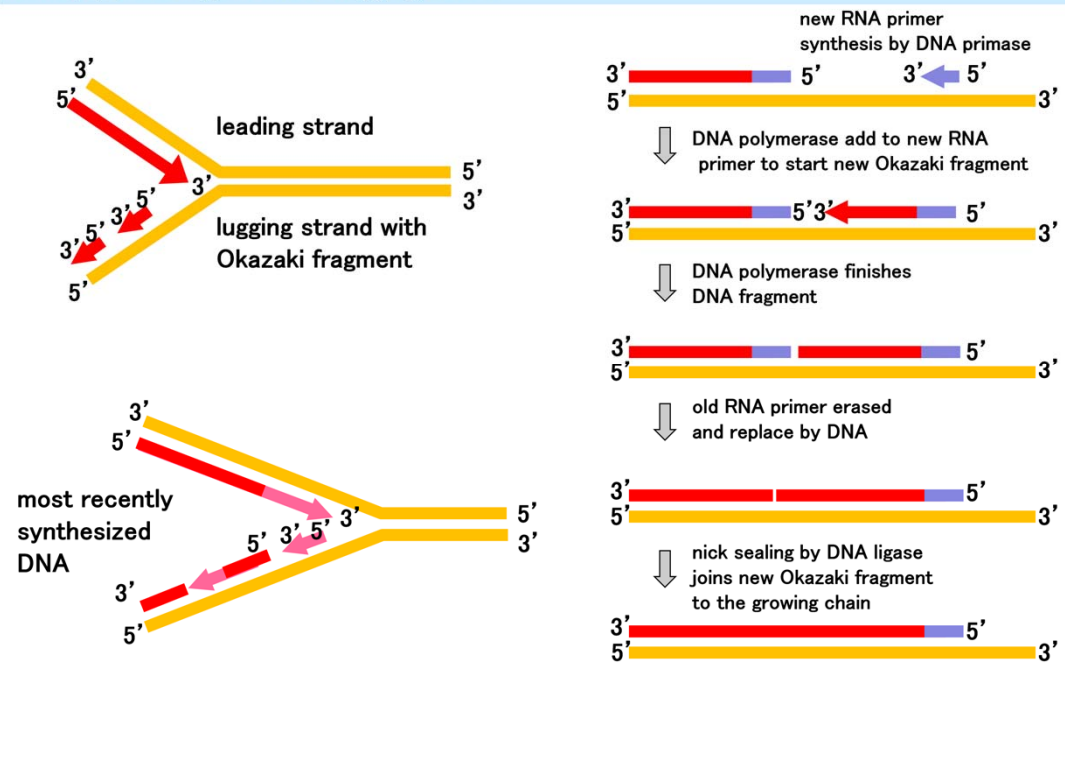 3'
5'
leading strand
3'
5'
3'
5'
3'
5'
3'
lugging strand with
Okazaki fragment
5'
3'
5'
most recently
synthesized
DNA
3'
5'
3'
5'
3'
5'
3'
5'
3'
5'
new RNA primer
synthesis by DNA primase
3' 5' 3' 5'
5' 3'
DNA polymerase add to new RNA
primer to start new Okazaki fragment
3' 5' 3' 5'
5' 3'
DNA polymerase finishes
DNA fragment
3' 5'
5' 3'
old RNA primer erased
and replace by DNA
3' 5'
5' 3'
nick sealing by DNA ligase
joins new Okazaki fragment
to the growing chain
3' 5'
5' 3'